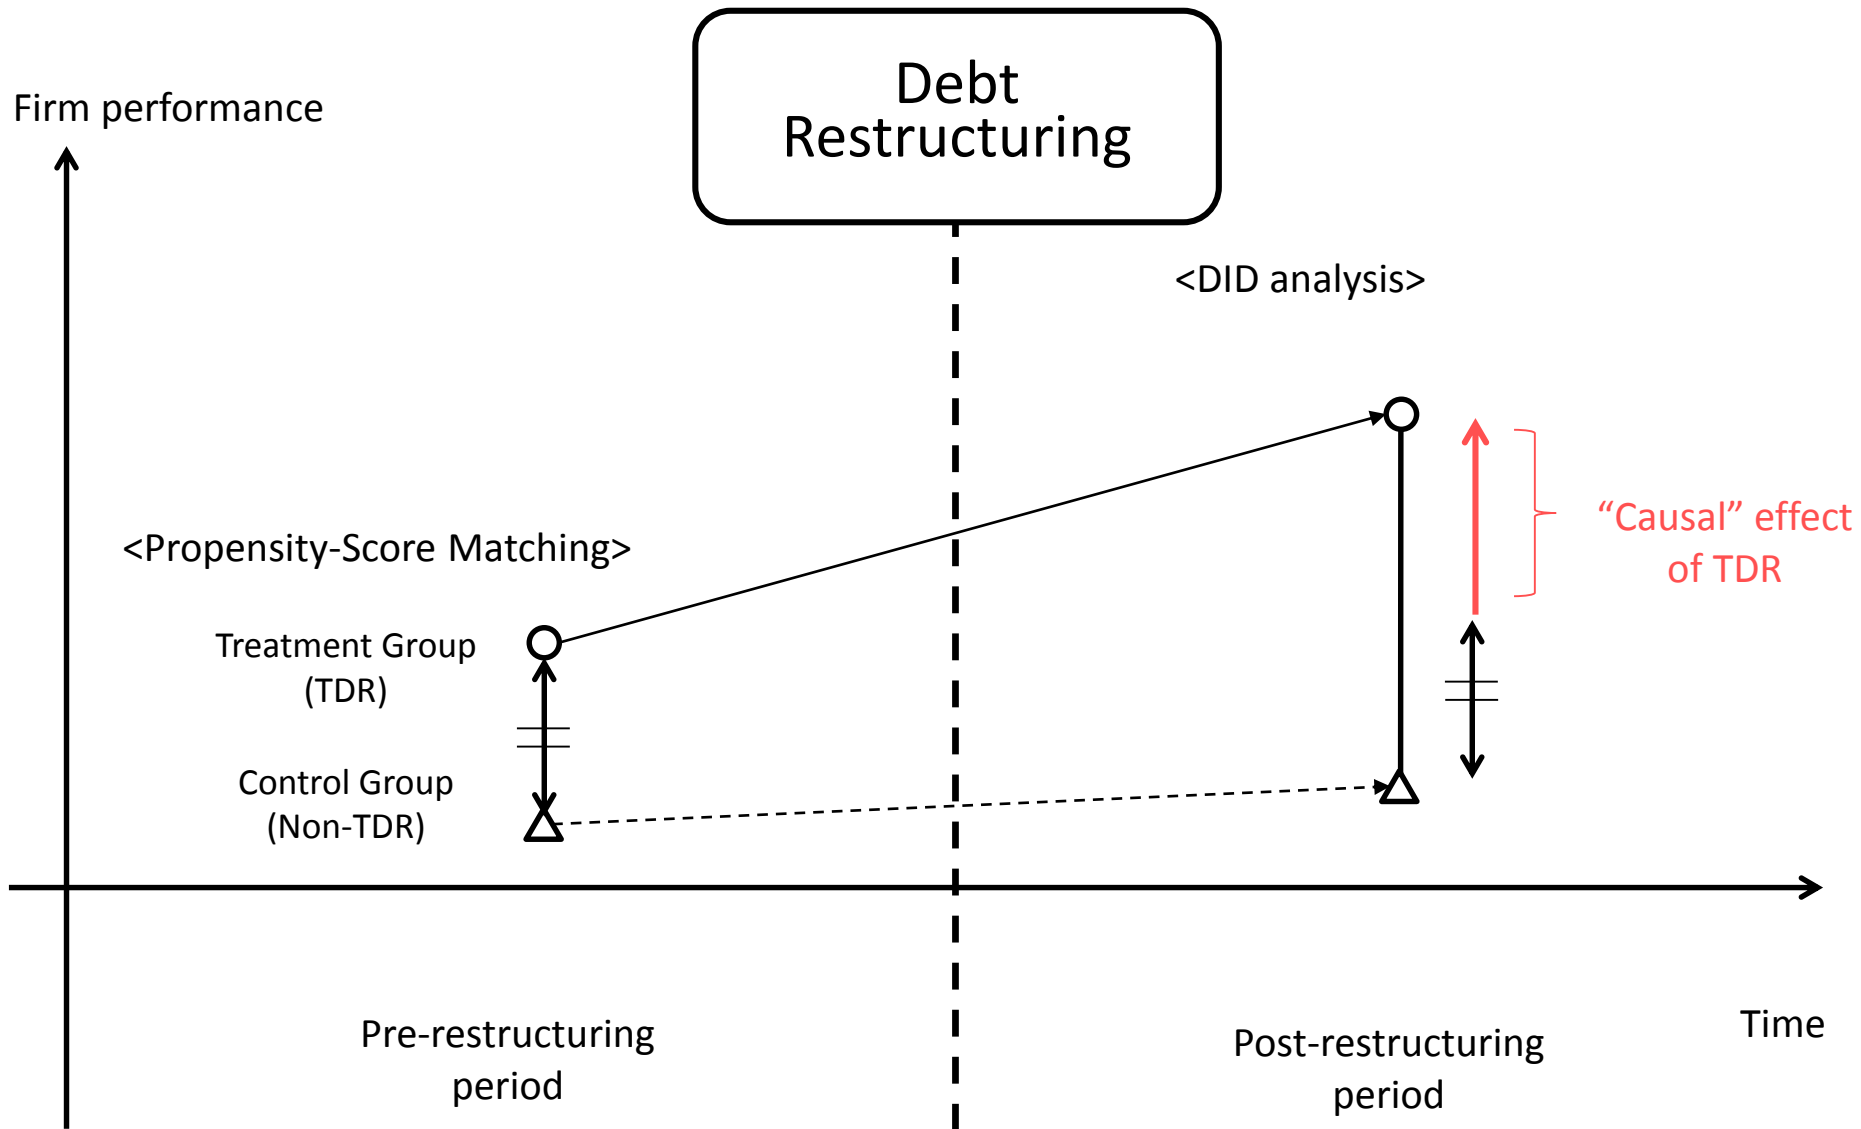 Debt
Restructuring
Firm performance
<DID analysis>
“Causal” effect
of TDR
<Propensity-Score Matching>
Treatment Group
(TDR)
Control Group
(Non-TDR)
Pre-restructuring
period
Post-restructuring
period
Time